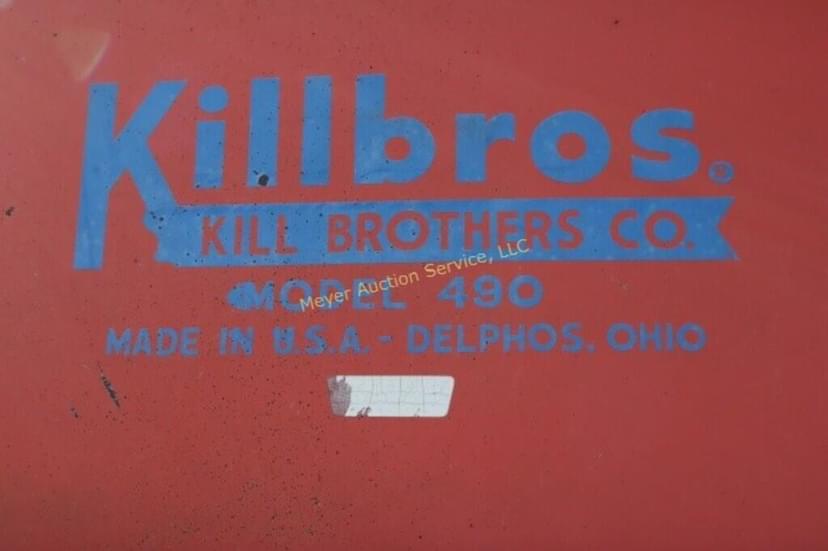 Killbros.®
KILL BROTHERS CO.
MODEL 490
Meyer Auction Service, LLC
MADE IN U.S.A. - DELPHOS, OHIO